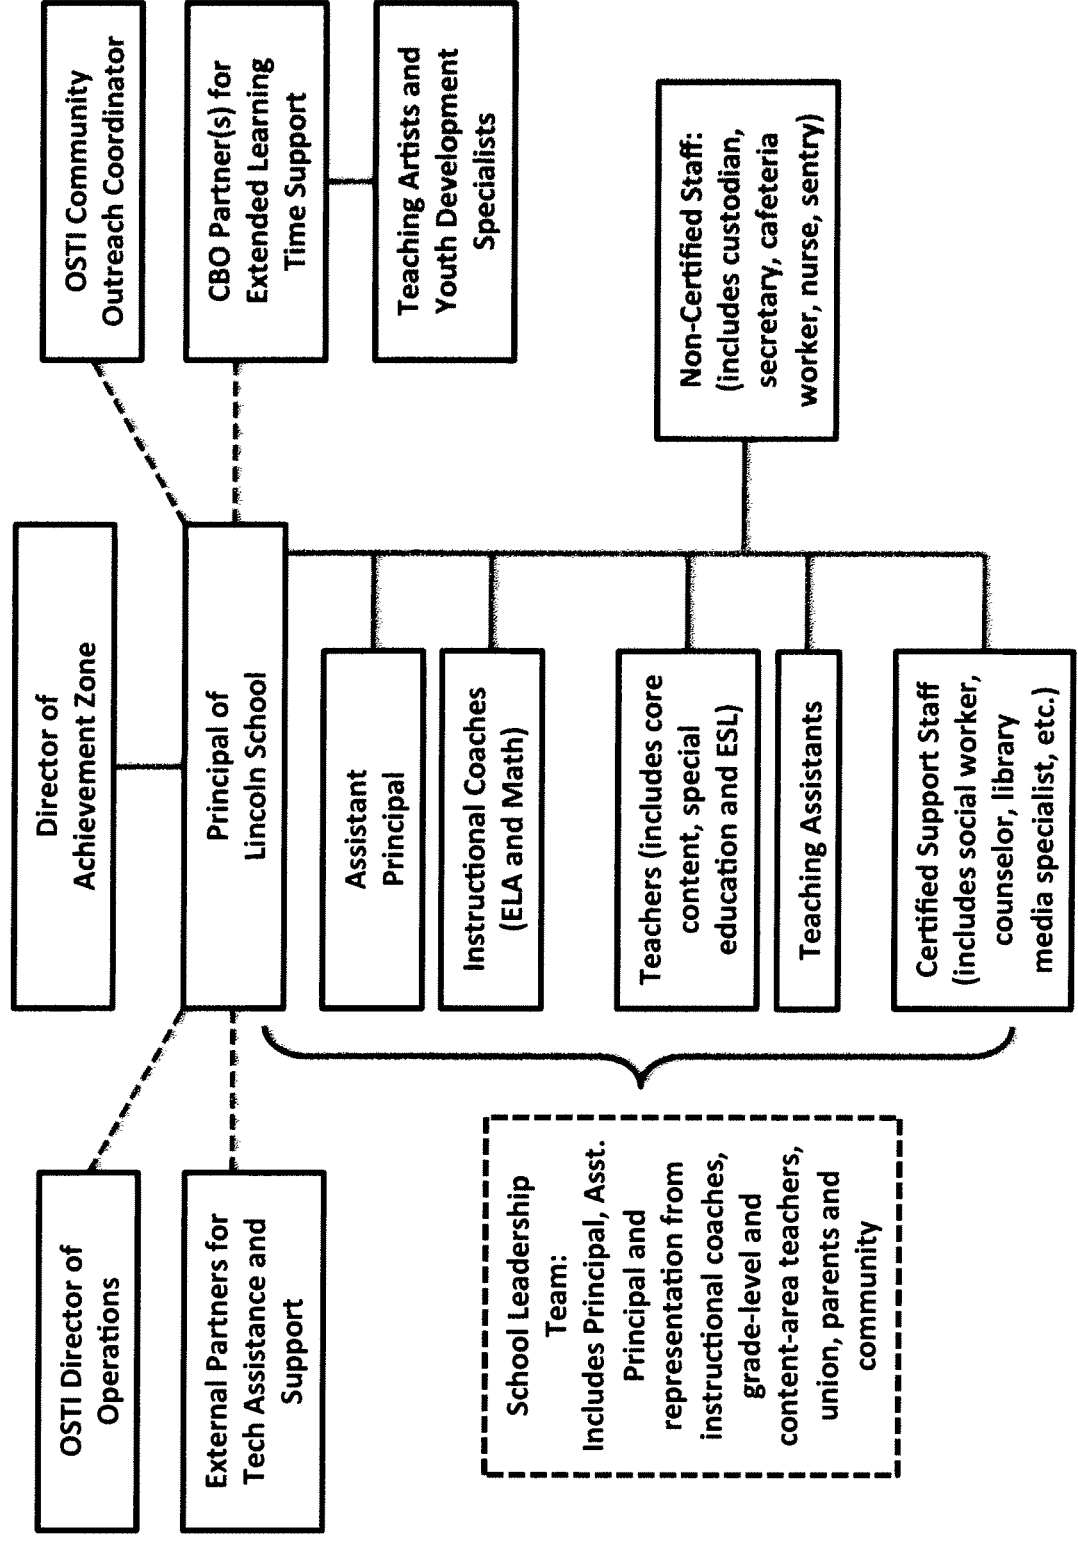 Director of
Achievement Zone
OSTI Director of
Operations
Principal of
Lincoln School
OSTI Community
Outreach Coordinator
External Partners for
Tech Assistance and
Support
CBO Partner(s) for
Extended Learning
Time Support
Teaching Artists and
Youth Development
Specialists
Assistant
Principal
Instructional Coaches
(ELA and Math)
Teachers (includes core
content, special
education and ESL)
Teaching Assistants
Certified Support Staff
(includes social worker,
counselor, library
media specialist, etc.)
Non-Certified Staff:
(includes custodian,
secretary, cafeteria
worker, nurse, sentry)
School Leadership
Team:
Includes Principal, Asst.
Principal and
representation from
instructional coaches,
grade-level and
content-area teachers,
union, parents and
community